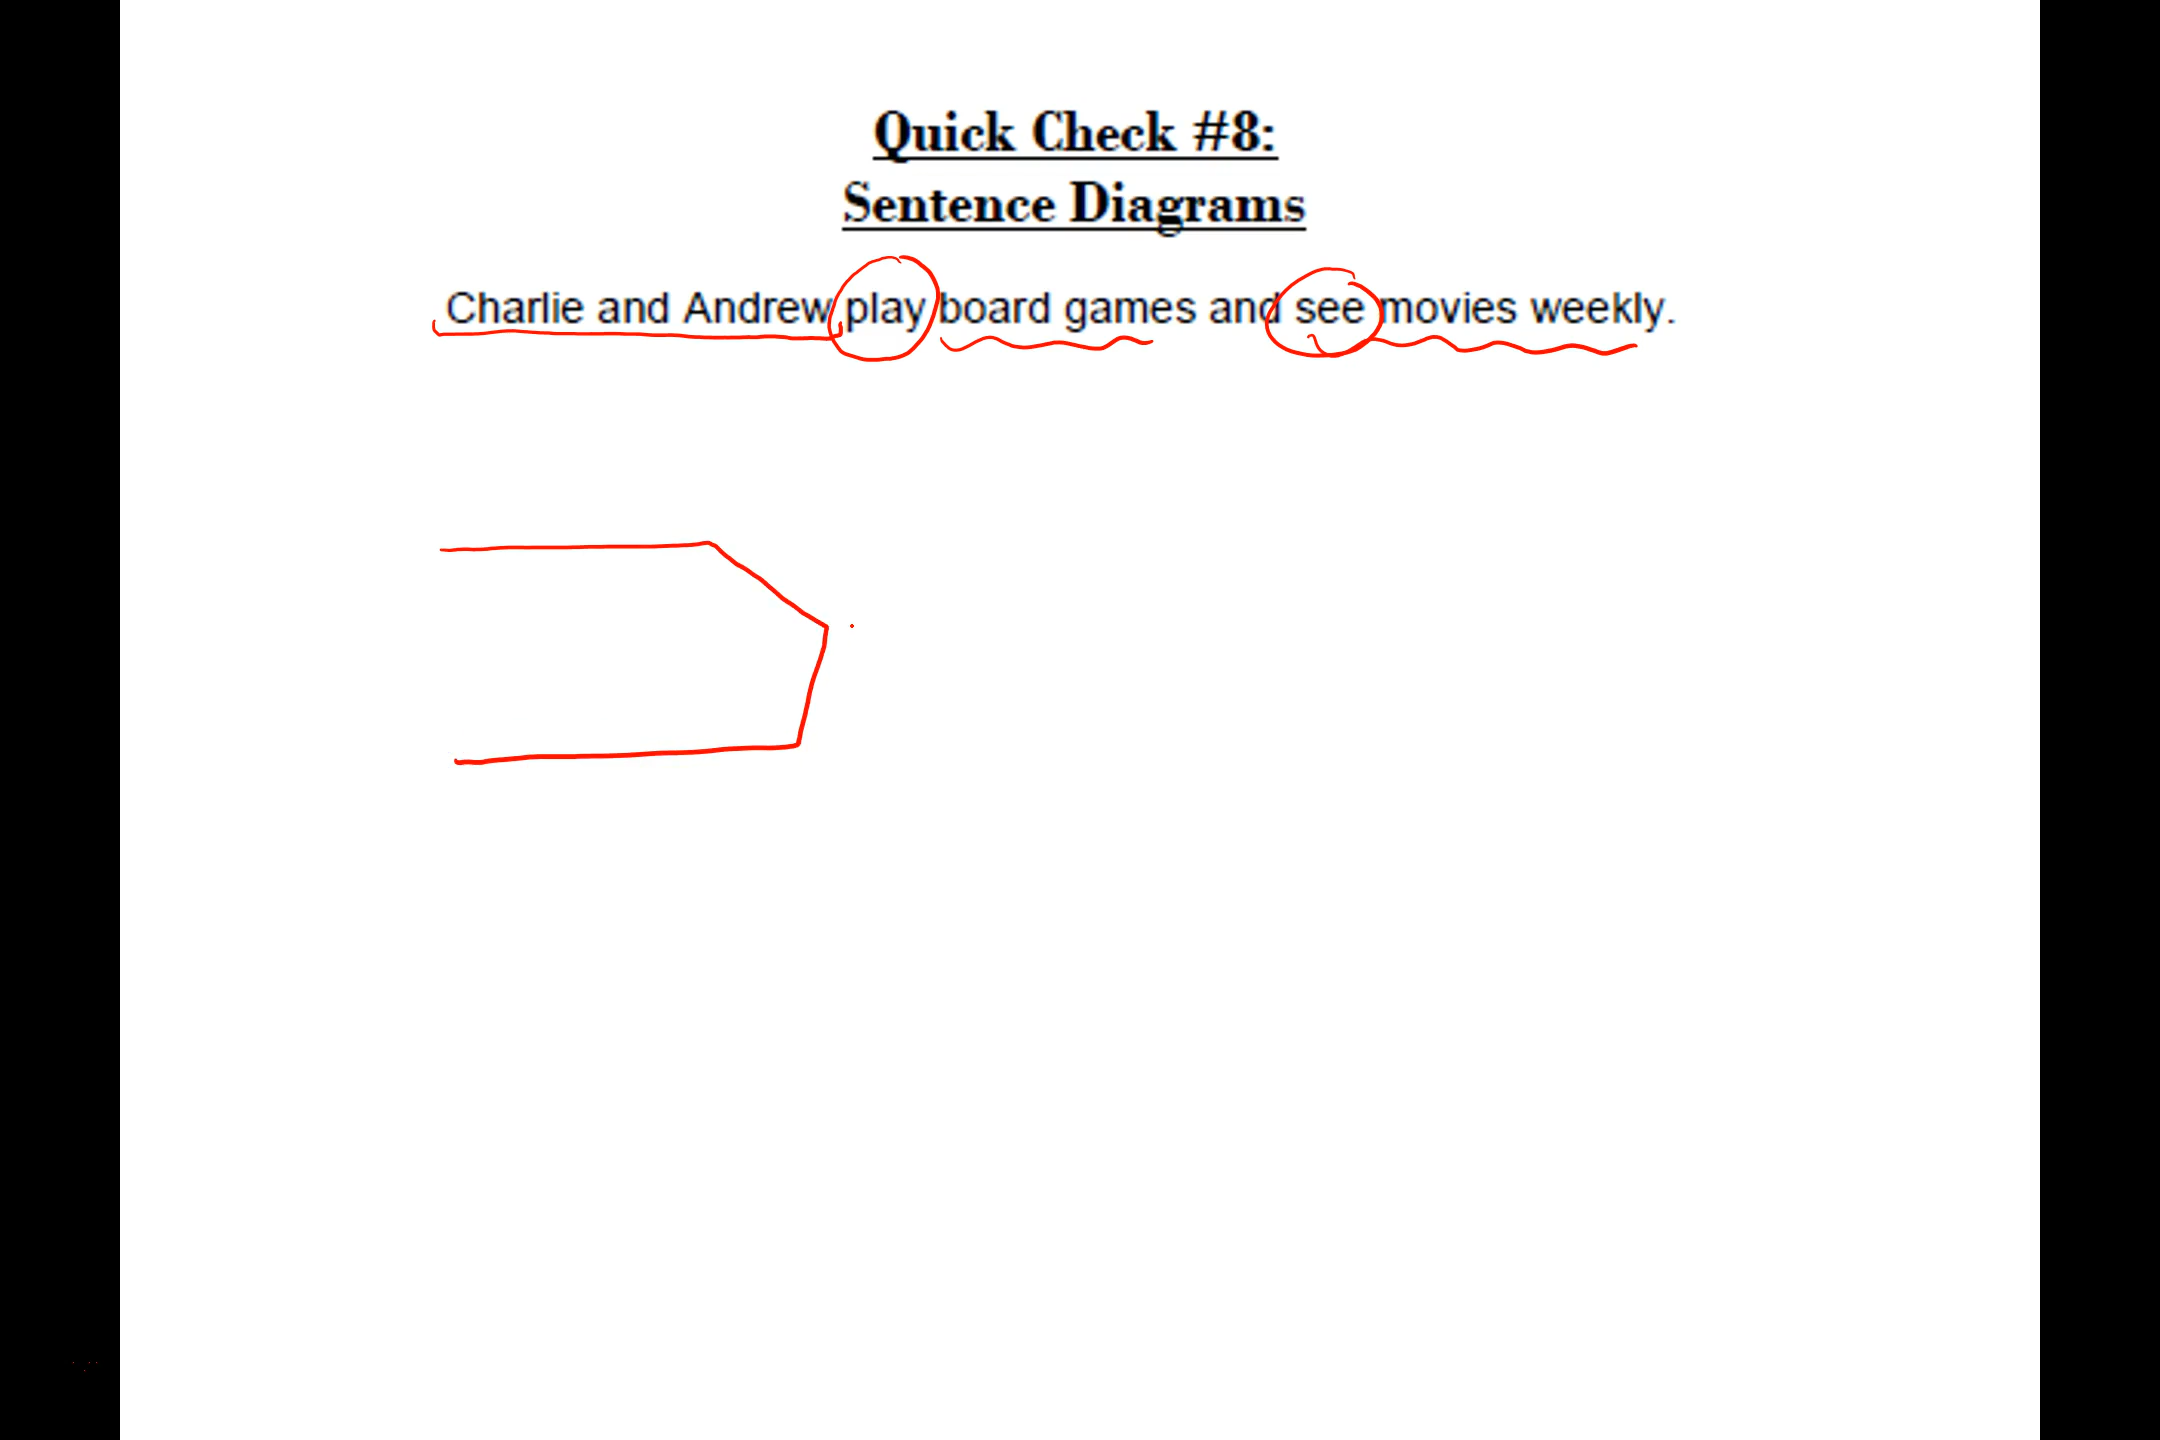 Quick Check #8:
Sentence Diagrams
Charlie and Andrew play board games and see movies weekly.